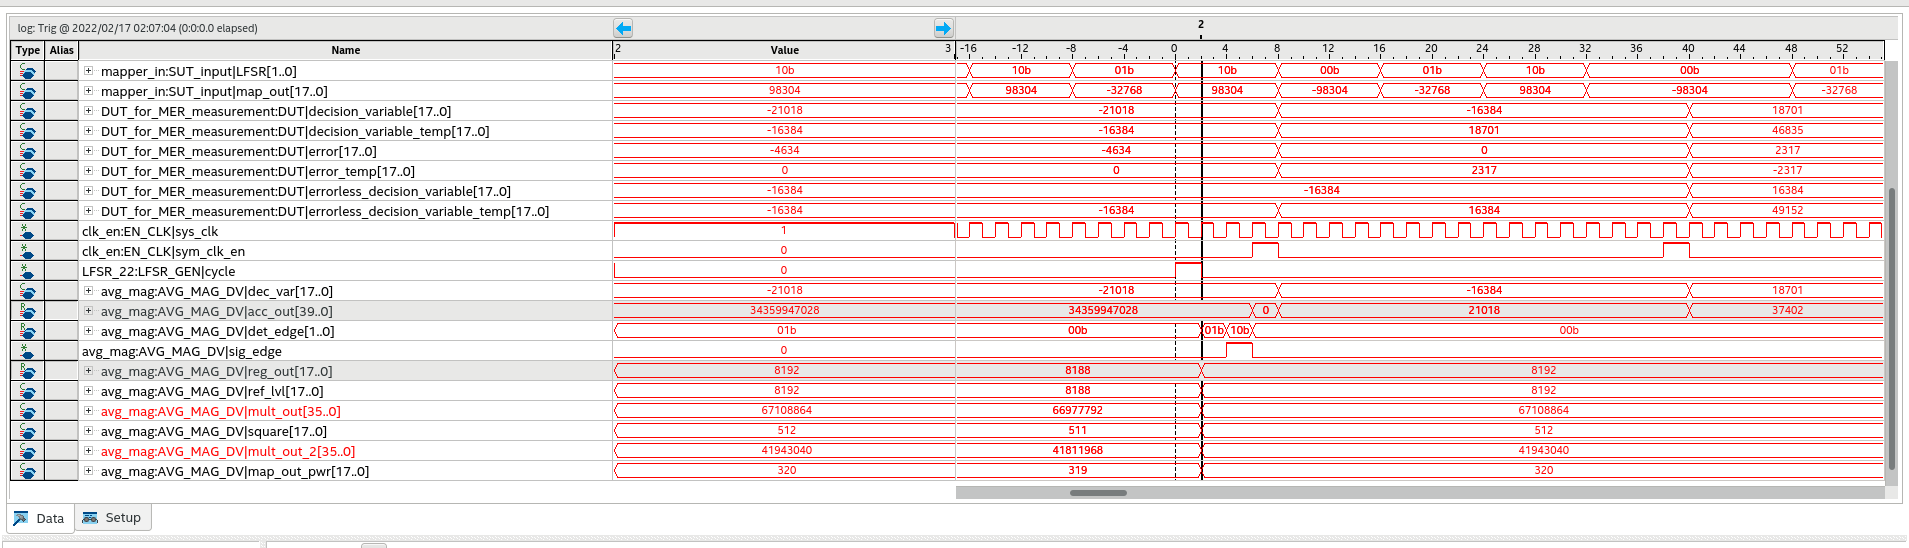 log: Trig @ 2022/02/17 02:07:04 (0:0:0.0 elapsed)
2
Type Alias Name 2 Value 3 -16 -12 -8 -4 0 4 8 12 16 20 24 28 32 36 40 44 48 52
mapper_in:SUT_input|LFSR[1..0] 10b 10b 01b 10b 00b 01b 10b 00b 01b
mapper_in:SUT_input|map_out[17..0] 98304 98304 -32768 98304 -98304 -32768 98304 -98304 -32768
DUT_for_MER_measurement:DUT|decision_variable[17..0] -21018 -21018 -16384 18701
DUT_for_MER_measurement:DUT|decision_variable_temp[17..0] -16384 -16384 18701 46835
DUT_for_MER_measurement:DUT|error[17..0] -4634 -4634 0 2317
DUT_for_MER_measurement:DUT|error_temp[17..0] 0 0 2317 -2317
DUT_for_MER_measurement:DUT|errorless_decision_variable[17..0] -16384 -16384 16384
DUT_for_MER_measurement:DUT|errorless_decision_variable_temp[17..0] -16384 -16384 16384 49152
clk_en:EN_CLK|sys_clk 1
clk_en:EN_CLK|sym_clk_en 0
LFSR_22:LFSR_GEN|cycle 0
avg_mag:AVG_MAG_DV|dec_var[17..0] -21018 -21018 -16384 18701
avg_mag:AVG_MAG_DV|acc_out[39..0] 34359947028 34359947028 0 21018 37402
avg_mag:AVG_MAG_DV|det_edge[1..0] 01b 00b 01b 10b 00b
avg_mag:AVG_MAG_DV|sig_edge 0
avg_mag:AVG_MAG_DV|reg_out[17..0] 8192 8188 8192
avg_mag:AVG_MAG_DV|ref_lvl[17..0] 8192 8188 8192
avg_mag:AVG_MAG_DV|mult_out[35..0] 67108864 66977792 67108864
avg_mag:AVG_MAG_DV|square[17..0] 512 511 512
avg_mag:AVG_MAG_DV|mult_out_2[35..0] 41943040 41811968 41943040
avg_mag:AVG_MAG_DV|map_out_pwr[17..0] 320 319 320
Data Setup